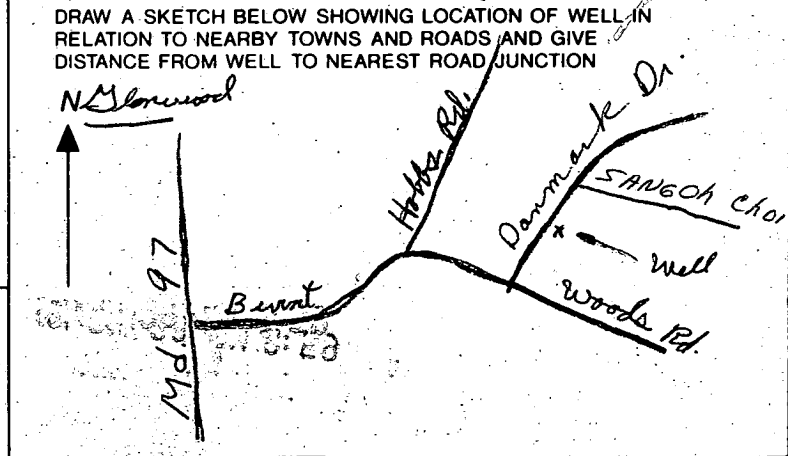 DRAW A SKETCH BELOW SHOWING LOCATION OF WELL IN
RELATION TO NEARBY TOWNS AND ROADS AND GIVE
DISTANCE FROM WELL TO NEAREST ROAD JUNCTION
N Glenwood
Hobbs Rd.
Danmark Dr.
SANGOh ChOi
Well
Md 97
Burnt
Woods Rd.